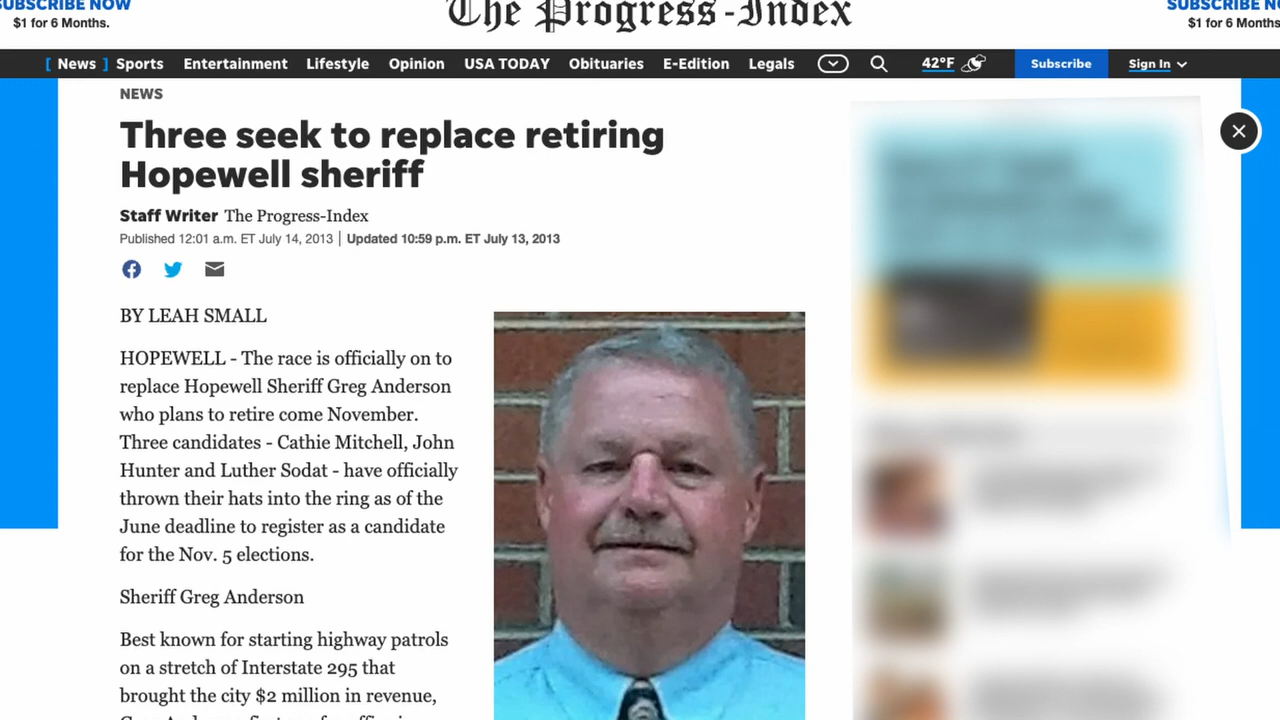 SUBSCRIBE NOW
$1 for 6 Months.
The Progress-Index
SUBSCRIBE NO
$1 for 6 Months
[ News ] Sports Entertainment Lifestyle Opinion USA TODAY Obituaries E-Edition Legals 42°F Subscribe Sign In
NEWS
Three seek to replace retiring
Hopewell sheriff
Staff Writer The Progress-Index
Published 12:01 a.m. ET July 14, 2013 | Updated 10:59 p.m. ET July 13, 2013
BY LEAH SMALL
HOPEWELL - The race is officially on to
replace Hopewell Sheriff Greg Anderson
who plans to retire come November.
Three candidates - Cathie Mitchell, John
Hunter and Luther Sodat - have officially
thrown their hats into the ring as of the
June deadline to register as a candidate
for the Nov. 5 elections.
Sheriff Greg Anderson
Best known for starting highway patrols
on a stretch of Interstate 295 that
brought the city $2 million in revenue,